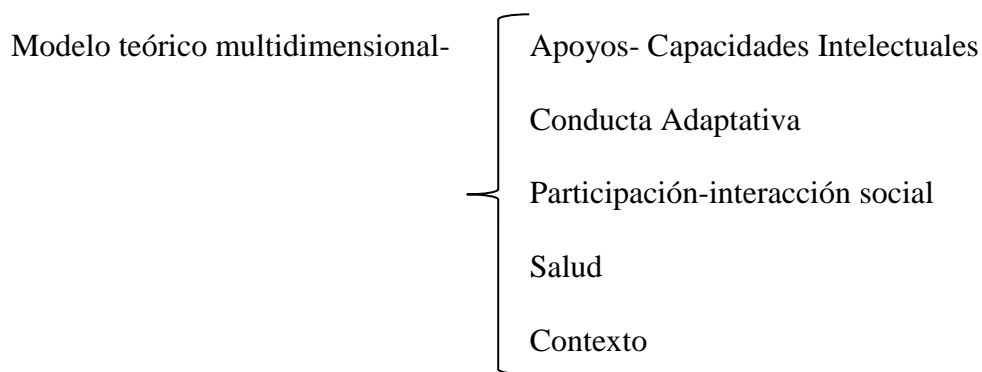 Modelo teórico multidimensional-
Apoyos- Capacidades Intelectuales
Conducta Adaptativa
Participación-interacción social
Salud
Contexto